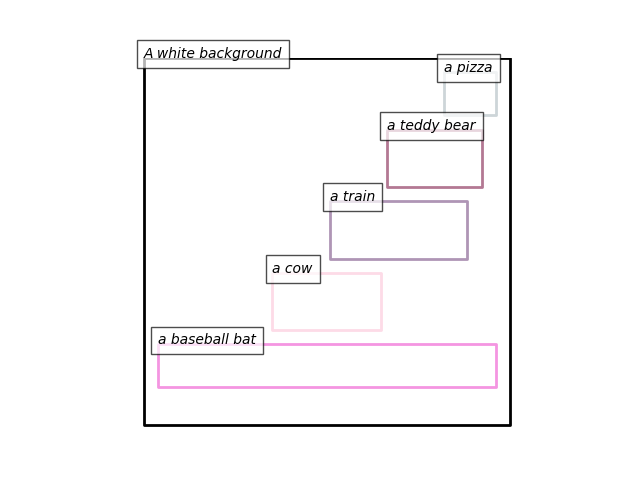 A white background
a pizza
a teddy bear
a train
a cow
a baseball bat